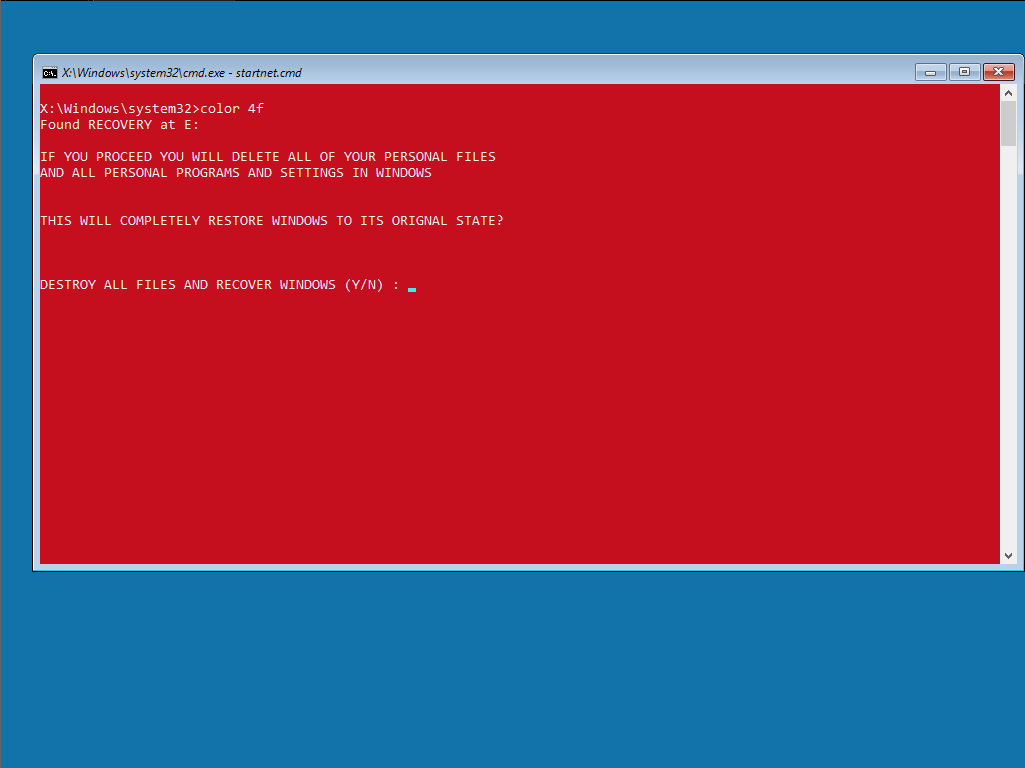 X:\Windows\system32\cmd.exe - startnet.cmd
X:\Windows\system32>color 4f
Found RECOVERY at E:
IF YOU PROCEED YOU WILL DELETE ALL OF YOUR PERSONAL FILES
AND ALL PERSONAL PROGRAMS AND SETTINGS IN WINDOWS
THIS WILL COMPLETELY RESTORE WINDOWS TO ITS ORIGNAL STATE?
DESTROY ALL FILES AND RECOVER WINDOWS (Y/N) :